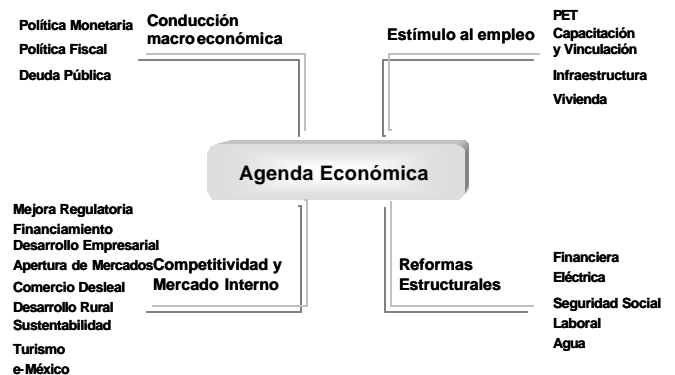 Política Monetaria
Política Fiscal
Deuda Pública
Conducción
macroeconómica
Estímulo al empleo
PET
Capacitación
y Vinculación
Infraestructura
Vivienda
Agenda Económica
Mejora Regulatoria
Financiamiento
Desarrollo Empresarial
Apertura de Mercados
Comercio Desleal
Desarrollo Rural
Sustentabilidad
Turismo
e-México
Competitividad y
Mercado Interno
Reformas
Estructurales
Financiera
Eléctrica
Seguridad Social
Laboral
Agua